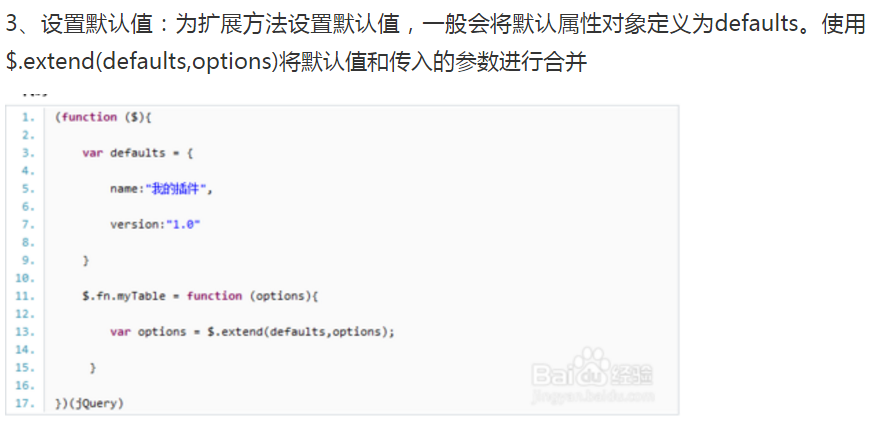 3、设置默认值：为扩展方法设置默认值，一般会将默认属性对象定义为defaults。使用
$.extend(defaults,options)将默认值和传入的参数进行合并
1. (function ($){
2.
3. var defaults = {
4.
5. name:"我的插件",
6.
7. version:"1.0"
8.
9. }
10.
11. $.fn.myTable = function (options){
12.
13. var options = $.extend(defaults,options);
14.
15. }
16.
17. })(jQuery)
Baidu经验
jingyan.baidu.com